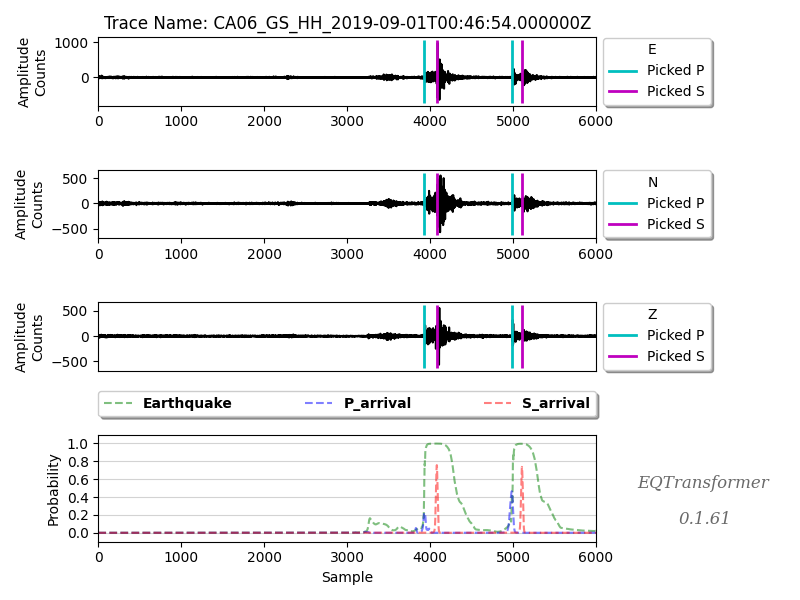 Trace Name: CA06_GS_HH_2019-09-01T00:46:54.000000Z
Amplitude
Counts
1000
0
0 1000 2000 3000 4000 5000 6000
E
Picked P
Picked S
Amplitude
Counts
500
0
−500
0 1000 2000 3000 4000 5000 6000
N
Picked P
Picked S
Amplitude
Counts
500
0
−500
0 1000 2000 3000 4000 5000 6000
Z
Picked P
Picked S
Earthquake P_arrival S_arrival
Probability
1.0
0.8
0.6
0.4
0.2
0.0
0 1000 2000 3000 4000 5000 6000
Sample
EQTransformer
0.1.61